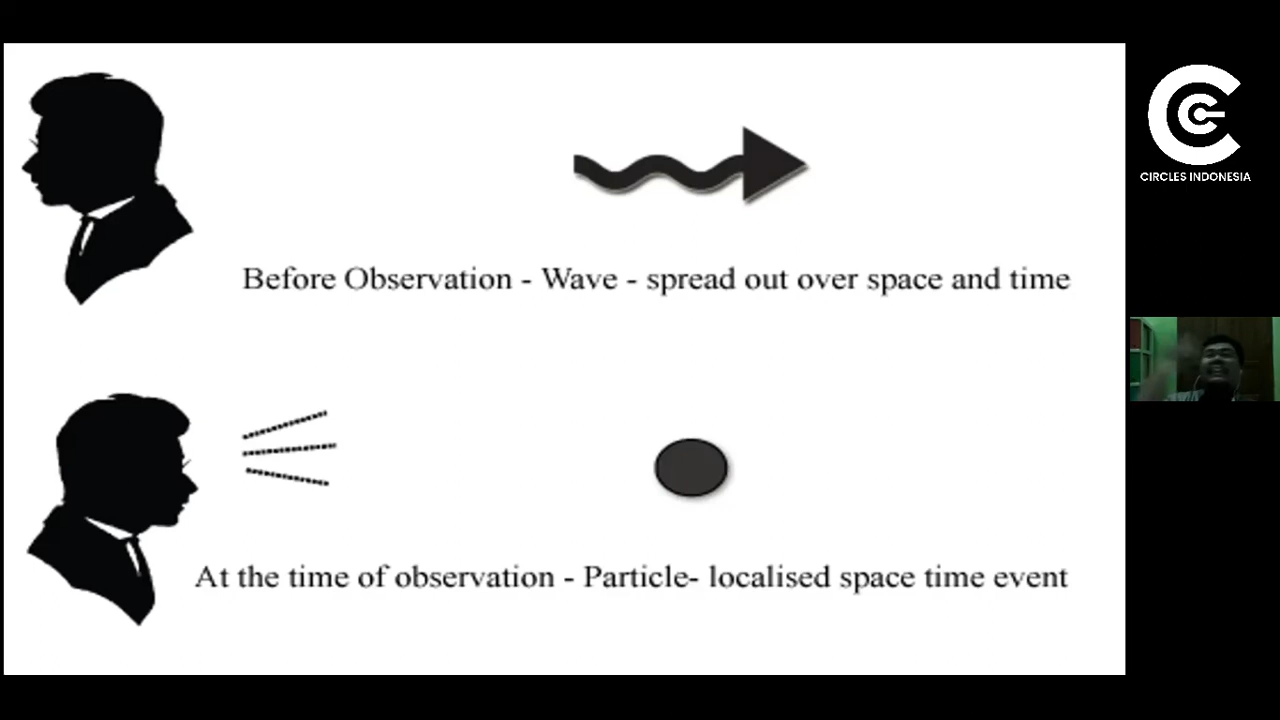 CIRCLES INDONESIA
Before Observation - Wave - spread out over space and time
At the time of observation - Particle- localised space time event